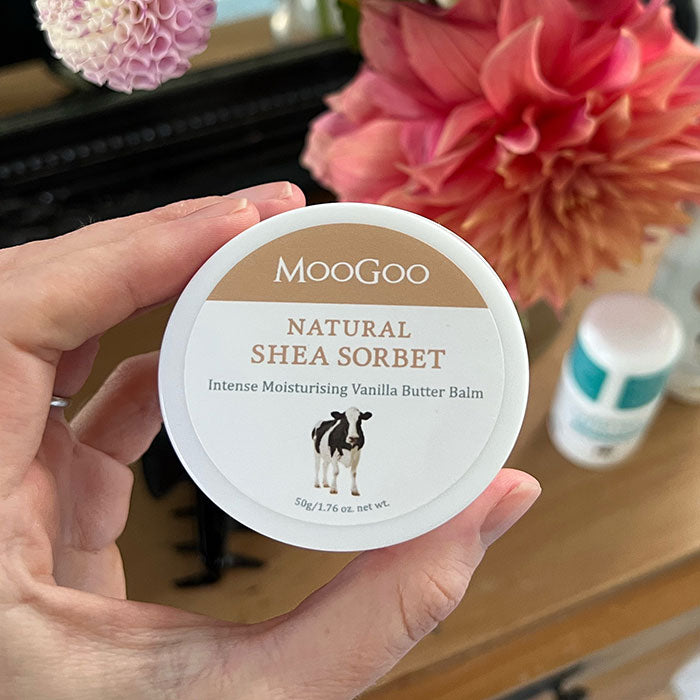 MooGoo
NATURAL
SHEA SORBET
Intense Moisturising Vanilla Butter Balm
50g/1.76 oz. net wt.